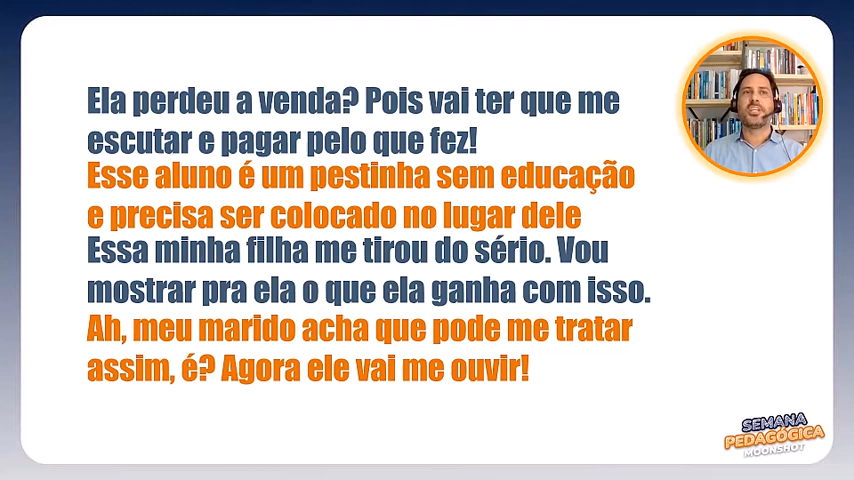 Ela perdeu a venda? Pois vai ter que me
escutar e pagar pelo que fez!
Esse aluno é um pestinha sem educação
e precisa ser colocado no lugar dele
Essa minha filha me tirou do sério. Vou
mostrar pra ela o que ela ganha com isso.
Ah, meu marido acha que pode me tratar
assim, é? Agora ele vai me ouvir!
SEMANA
PEDAGÓGICA
MOONSHOT